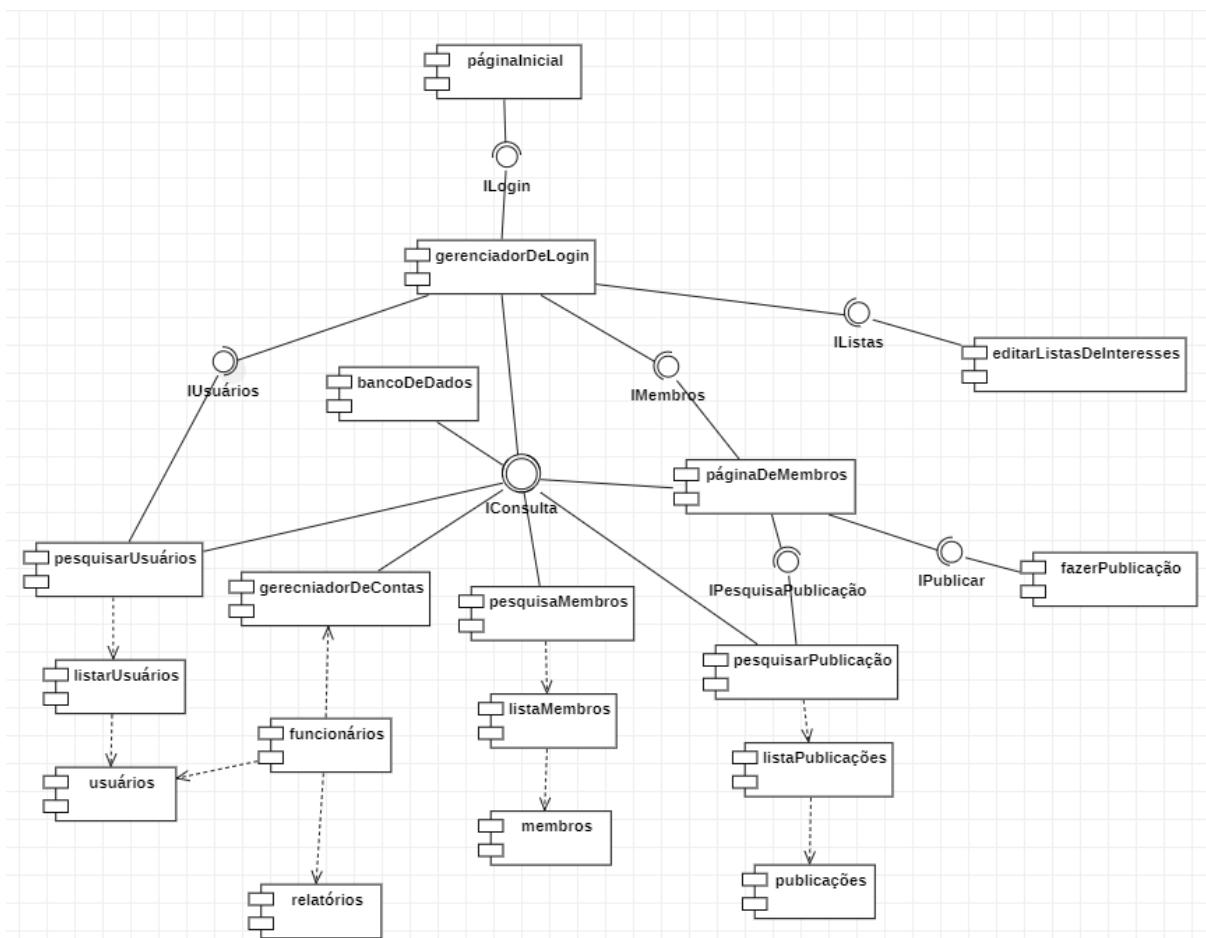 páginaInicial
ILogin
gerenciadorDeLogin
IListas
editarListasDeInteresses
IUsuários
bancoDeDados
IMembros
páginaDeMembros
IConsulta
pesquisarUsuários
gerecniadorDeContas
pesquisaMembros
IPesquisaPublicação
IPublicar
fazerPublicação
pesquisarPublicação
listarUsuários
funcionários
listaMembros
listaPublicações
usuários
membros
relatórios
publicações